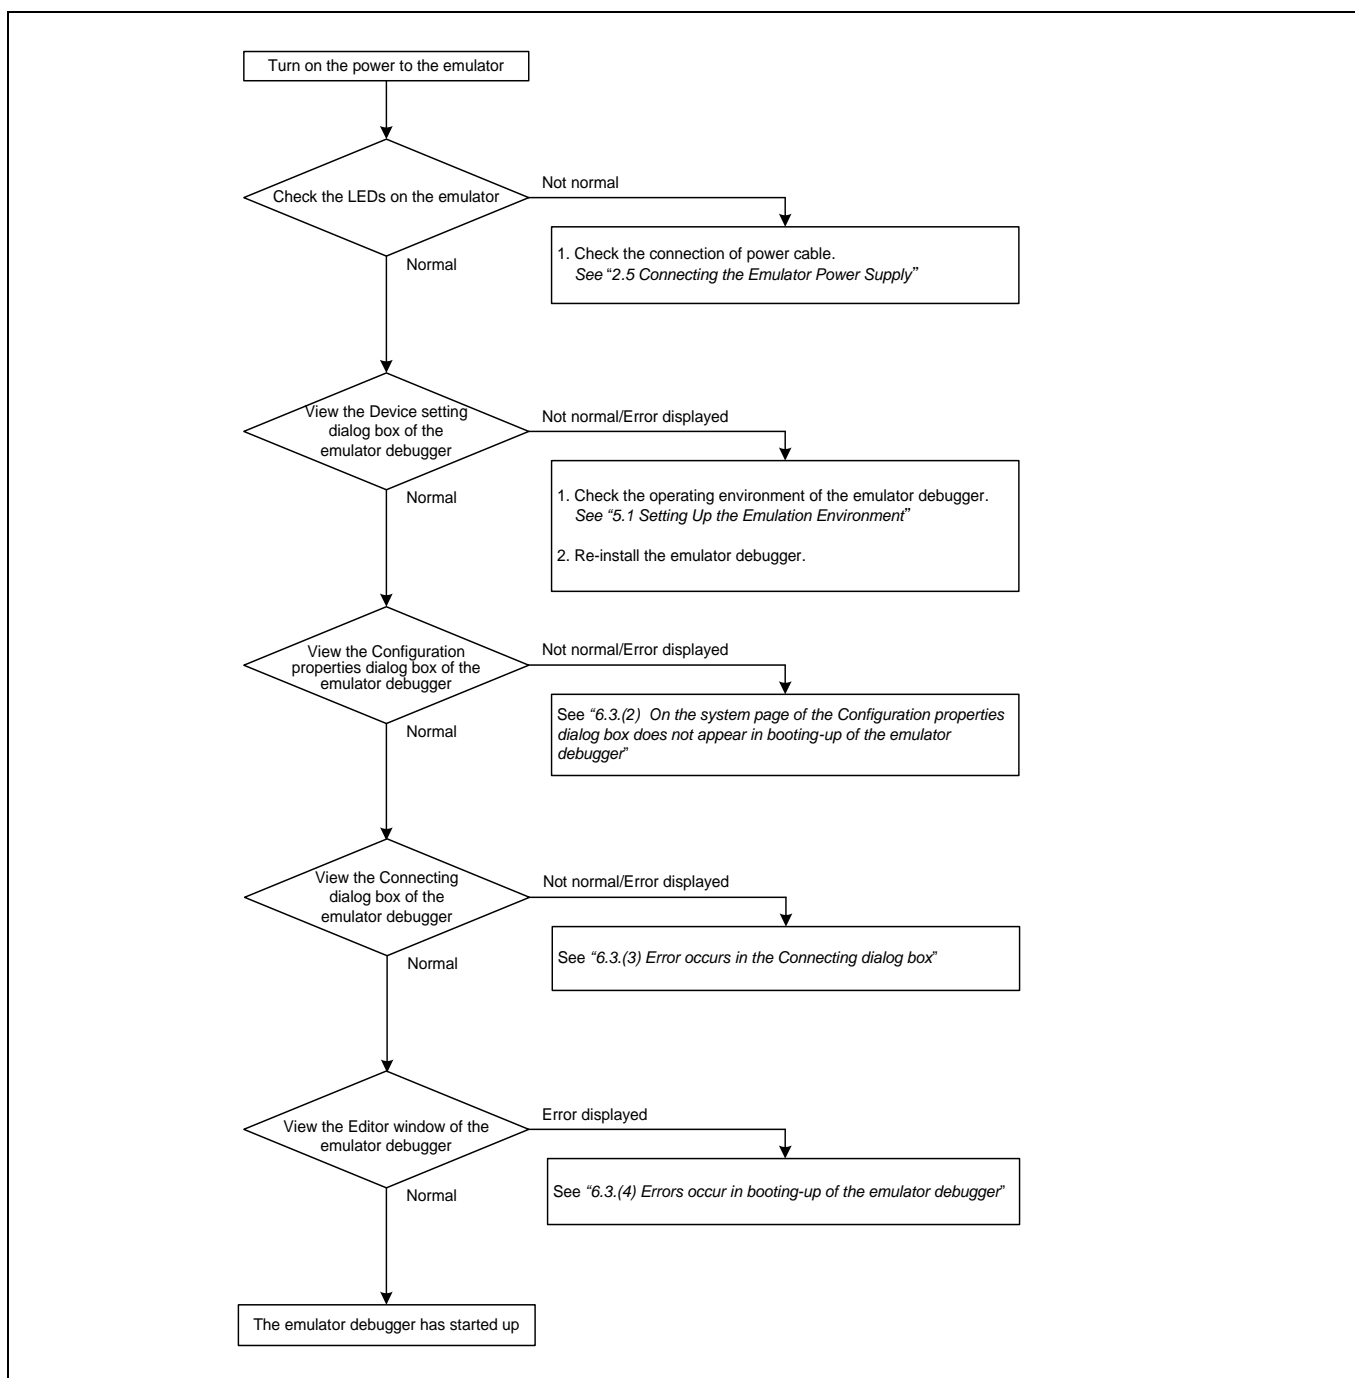 Turn on the power to the emulator
Check the LEDs on the emulator
Not normal
1. Check the connection of power cable.
See “2.5 Connecting the Emulator Power Supply”
Normal
View the Device setting
dialog box of the
emulator debugger
Not normal/Error displayed
1. Check the operating environment of the emulator debugger.
See “5.1 Setting Up the Emulation Environment”
2. Re-install the emulator debugger.
Normal
View the Configuration
properties dialog box of the
emulator debugger
Not normal/Error displayed
See “6.3.(2) On the system page of the Configuration properties
dialog box does not appear in booting-up of the emulator
debugger”
Normal
View the Connecting
dialog box of the
emulator debugger
Not normal/Error displayed
See “6.3.(3) Error occurs in the Connecting dialog box”
Normal
View the Editor window of the
emulator debugger
Error displayed
See “6.3.(4) Errors occur in booting-up of the emulator debugger”
Normal
The emulator debugger has started up